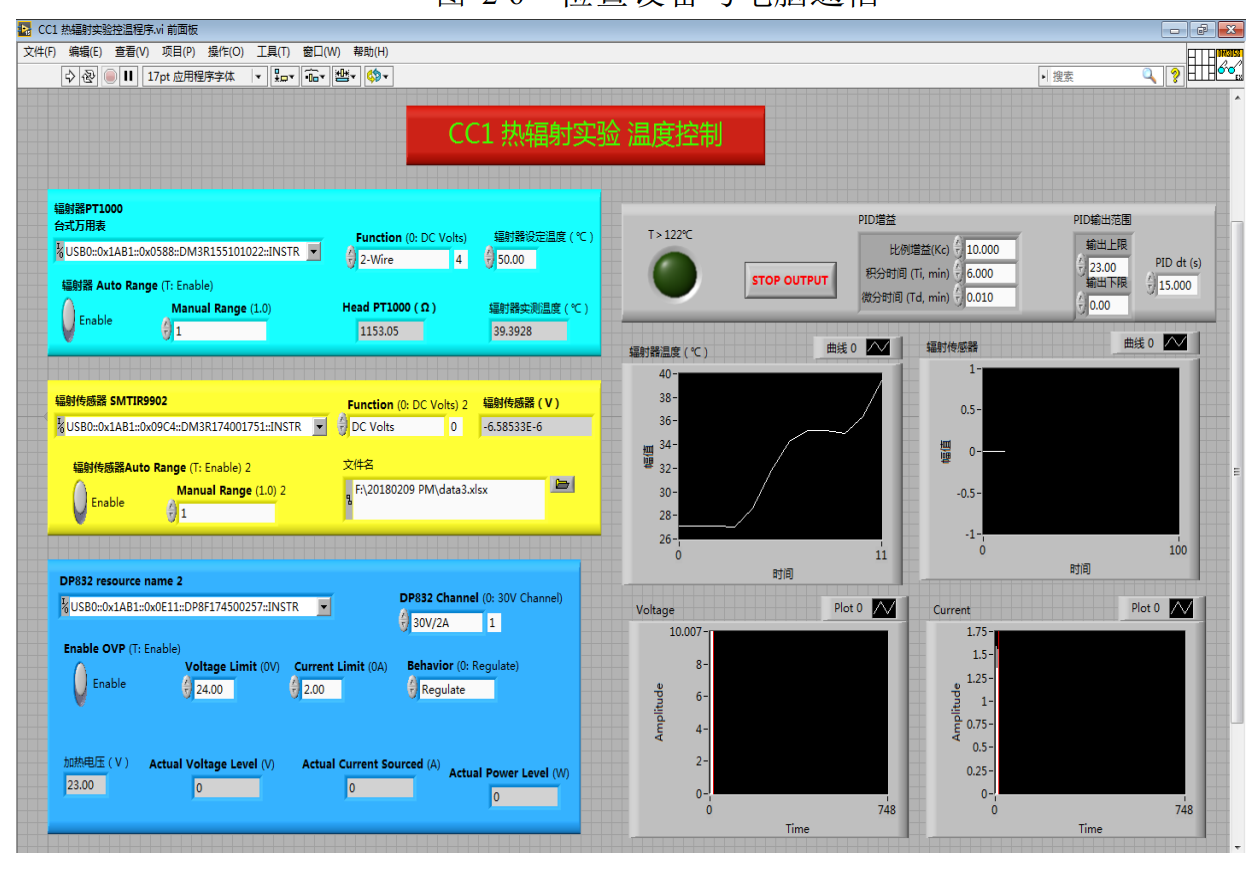 图 2-6 位置设备与电脑通信
CC1 热辐射实验控温程序.vi 前面板
文件(F) 编辑(E) 查看(V) 项目(P) 操作(O) 工具(T) 窗口(W) 帮助(H)
17pt 应用程序字体
搜索
CC1 热辐射实验 温度控制
辐射器PT1000
台式万用表
USB0::0x1AB1::0x0588::DM3R155101022::INSTR
Function (0: DC Volts)
2-Wire 4
辐射器设定温度 ( ℃ )
50.00
辐射器 Auto Range (T: Enable)
Enable
Manual Range (1.0)
1
Head PT1000 ( Ω )
1153.05
辐射器实测温度 ( ℃ )
39.3928
辐射传感器 SMTIR9902
USB0::0x1AB1::0x09C4::DM3R174001751::INSTR
Function (0: DC Volts) 2
DC Volts 0
辐射传感器 ( V )
-6.58533E-6
辐射传感器Auto Range (T: Enable) 2
Enable
Manual Range (1.0) 2
1
文件名
F:\20180209 PM\data3.xlsx
DP832 resource name 2
USB0::0x1AB1::0x0E11::DP8F174500257::INSTR
DP832 Channel (0: 30V Channel)
30V/2A 1
Enable OVP (T: Enable)
Enable
Voltage Limit (0V)
24.00
Current Limit (0A)
2.00
Behavior (0: Regulate)
Regulate
加热电压 ( V )
23.00
Actual Voltage Level (V)
0
Actual Current Sourced (A)
0
Actual Power Level (W)
0
T>122℃
STOP OUTPUT
PID增益
比例增益(Kc) 10.000
积分时间 (Ti, min) 6.000
微分时间 (Td, min) 0.010
PID输出范围
输出上限
23.00
输出下限
0.00
PID dt (s)
15.000
辐射器温度 ( ℃ )
曲线 0
40
38
36
34
32
30
28
26
幅值
0 11
时间
辐射传感器
曲线 0
1
0.5
0
-0.5
-1
幅值
0 100
时间
Voltage
Plot 0
10.007
8
6
4
2
0
Amplitude
0 748
Time
Current
Plot 0
1.75
1.5
1.25
1
0.75
0.5
0.25
0
Amplitude
0 748
Time